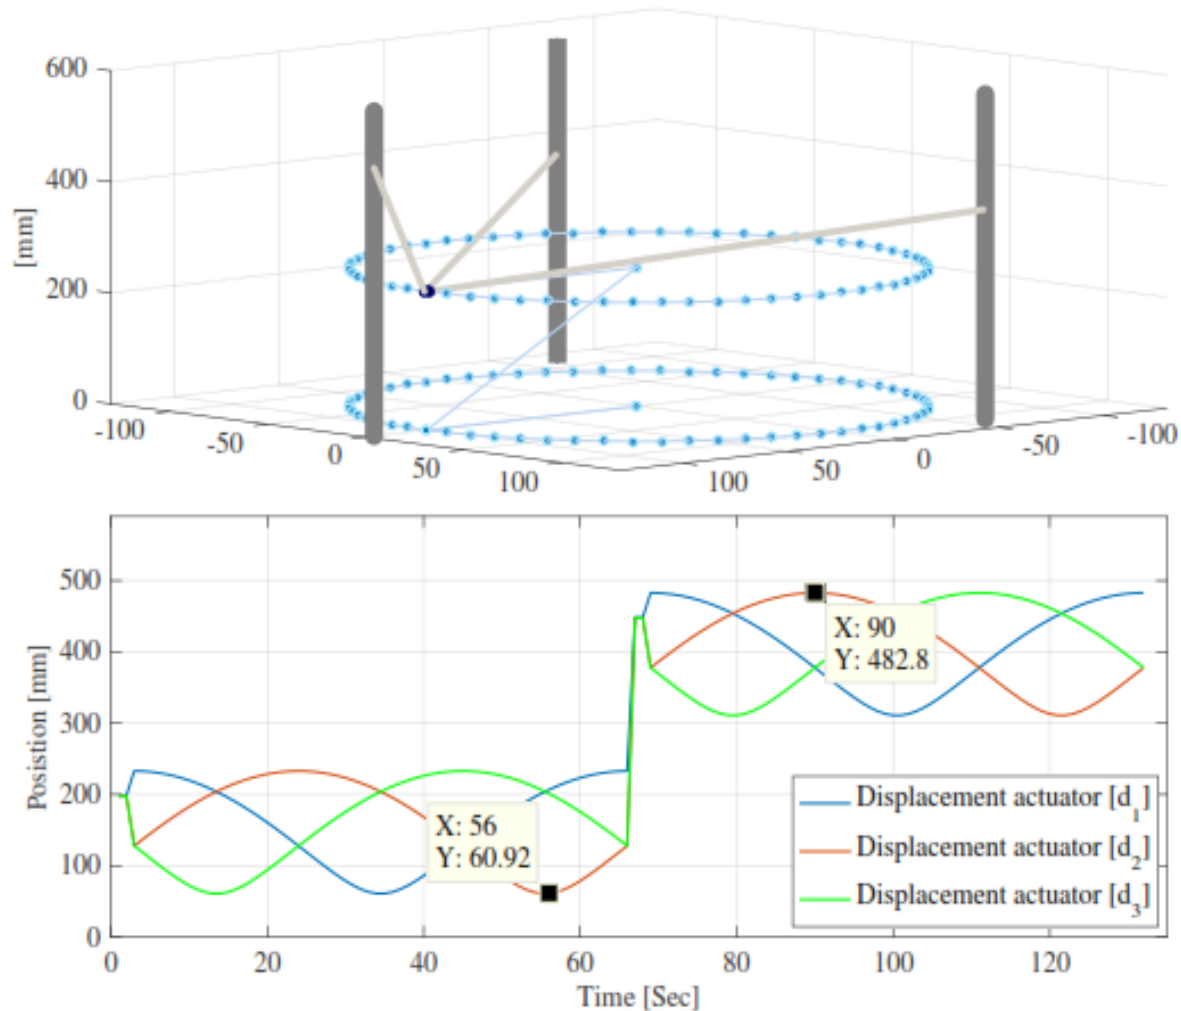 600
400
200
0
[mm]
-100
-50
0
50
100
100
50
0
-50
-100
500
400
300
200
100
0
Posistion [mm]
X: 90
Y: 482.8
X: 56
Y: 60.92
Displacement actuator [d1]
Displacement actuator [d2]
Displacement actuator [d3]
0 20 40 60 80 100 120
Time [Sec]